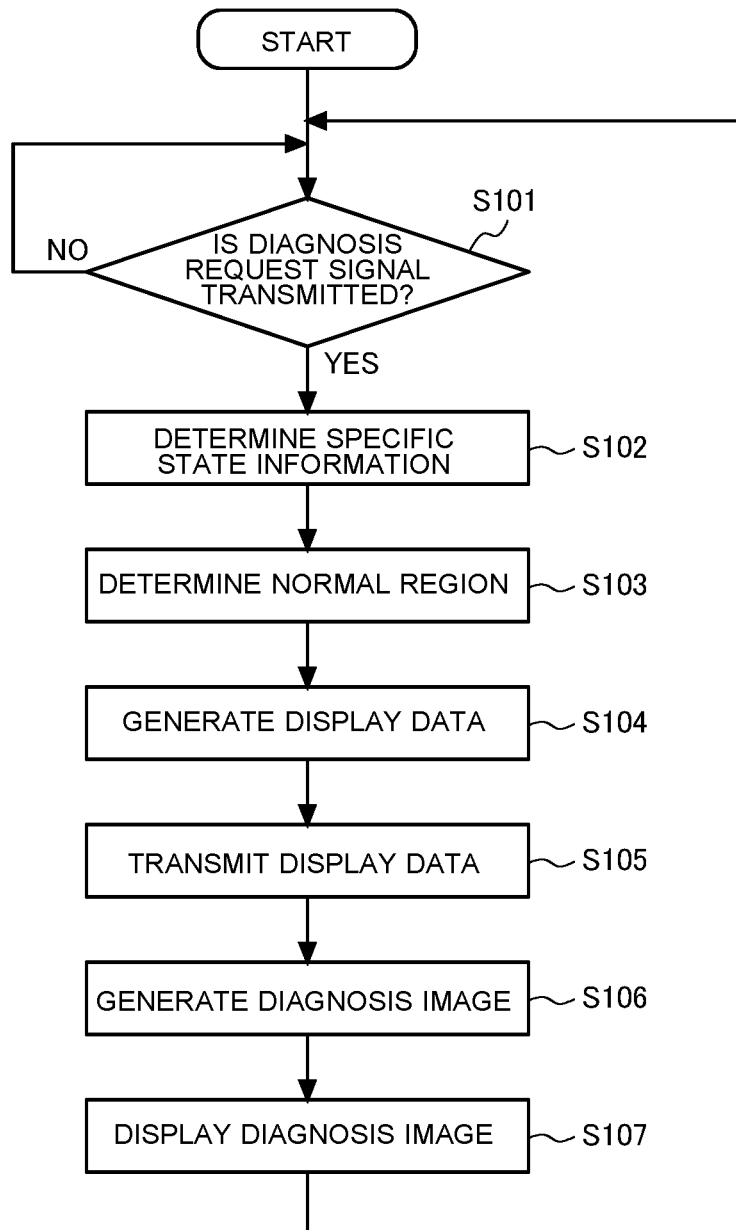 START
S101
IS DIAGNOSIS
REQUEST SIGNAL
TRANSMITTED?
NO
YES
DETERMINE SPECIFIC
STATE INFORMATION
S102
DETERMINE NORMAL REGION
S103
GENERATE DISPLAY DATA
S104
TRANSMIT DISPLAY DATA
S105
GENERATE DIAGNOSIS IMAGE
S106
DISPLAY DIAGNOSIS IMAGE
S107